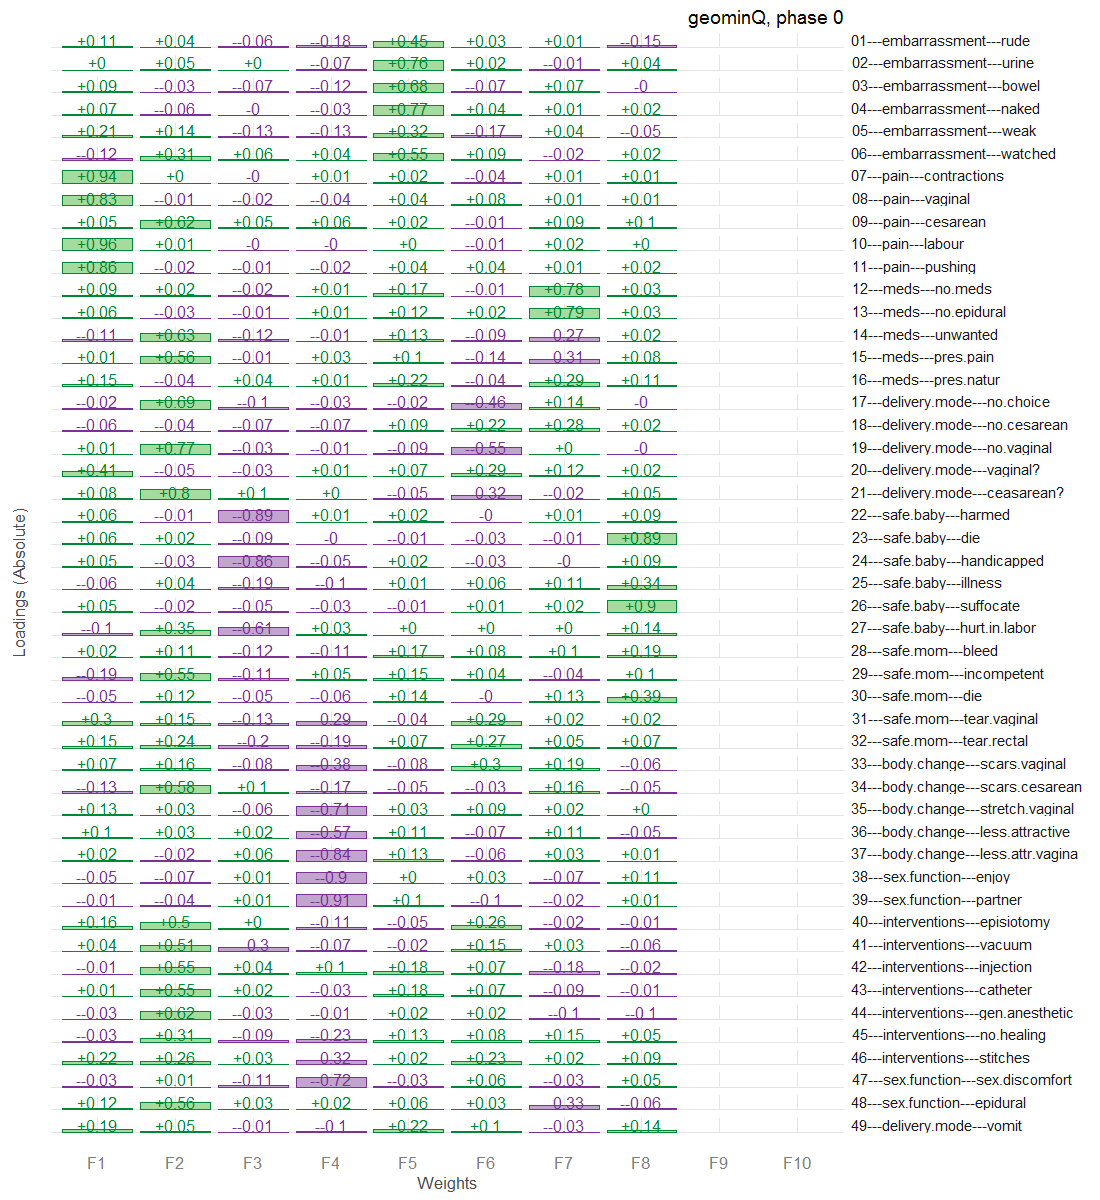 geominQ, phase 0
+0.11 +0.04 --0.06 --0.18 +0.45 +0.03 +0.01 --0.15 01---embarrassment---rude
+0 +0.05 +0 --0.07 +0.76 +0.02 --0.01 +0.04 02---embarrassment---urine
+0.09 --0.03 --0.07 --0.12 +0.68 --0.07 +0.07 -0 03---embarrassment---bowel
+0.07 --0.06 -0 --0.03 +0.77 +0.04 +0.01 +0.02 04---embarrassment---naked
+0.21 +0.14 --0.13 --0.13 +0.32 --0.17 +0.04 --0.05 05---embarrassment---weak
--0.12 +0.31 +0.06 +0.04 +0.55 +0.09 --0.02 +0.02 06---embarrassment---watched
+0.94 +0 -0 +0.01 +0.02 --0.04 +0.01 +0.01 07---pain---contractions
+0.83 --0.01 --0.02 --0.04 +0.04 +0.08 +0.01 +0.01 08---pain---vaginal
+0.05 +0.62 +0.05 +0.06 +0.02 --0.01 +0.09 +0.1 09---pain---cesarean
+0.96 +0.01 -0 -0 +0 --0.01 +0.02 +0 10---pain---labour
+0.86 --0.02 --0.01 --0.02 +0.04 +0.04 +0.01 +0.02 11---pain---pushing
+0.09 +0.02 --0.02 +0.01 +0.17 --0.01 +0.78 +0.03 12---meds---no.meds
+0.06 --0.03 --0.01 +0.01 +0.12 +0.02 +0.79 +0.03 13---meds---no.epidural
--0.11 +0.63 --0.12 --0.01 +0.13 --0.09 --0.27 +0.02 14---meds---unwanted
+0.01 +0.56 --0.01 +0.03 +0.1 --0.14 --0.31 +0.08 15---meds---pres.pain
+0.15 --0.04 +0.04 +0.01 +0.22 --0.04 +0.29 +0.11 16---meds---pres.natur
--0.02 +0.69 --0.1 --0.03 --0.02 --0.46 +0.14 -0 17---delivery.mode---no.choice
--0.06 --0.04 --0.07 --0.07 +0.09 +0.22 +0.28 +0.02 18---delivery.mode---no.cesarean
+0.01 +0.77 --0.03 --0.01 --0.09 --0.55 +0 -0 19---delivery.mode---no.vaginal
+0.41 --0.05 --0.03 +0.01 +0.07 +0.29 +0.12 +0.02 20---delivery.mode---vaginal?
+0.08 +0.8 +0.1 +0 --0.05 --0.32 --0.02 +0.05 21---delivery.mode---ceasarean?
+0.06 --0.01 --0.89 +0.01 +0.02 -0 +0.01 +0.09 22---safe.baby---harmed
+0.06 +0.02 --0.09 -0 --0.01 --0.03 --0.01 +0.89 23---safe.baby---die
+0.05 --0.03 --0.86 --0.05 +0.02 --0.03 -0 +0.09 24---safe.baby---handicapped
--0.06 +0.04 --0.19 --0.1 +0.01 +0.06 +0.11 +0.34 25---safe.baby---illness
+0.05 --0.02 --0.05 --0.03 --0.01 +0.01 +0.02 +0.9 26---safe.baby---suffocate
--0.1 +0.35 --0.61 +0.03 +0 +0 +0 +0.14 27---safe.baby---hurt.in.labor
+0.02 +0.11 --0.12 --0.11 +0.17 +0.08 +0.1 +0.19 28---safe.mom---bleed
--0.19 +0.55 --0.11 +0.05 +0.15 +0.04 --0.04 +0.1 29---safe.mom---incompetent
--0.05 +0.12 --0.05 --0.06 +0.14 -0 +0.13 +0.39 30---safe.mom---die
+0.3 +0.15 --0.13 --0.29 --0.04 +0.29 +0.02 +0.02 31---safe.mom---tear.vaginal
+0.15 +0.24 --0.2 --0.19 +0.07 +0.27 +0.05 +0.07 32---safe.mom---tear.rectal
+0.07 +0.16 --0.08 --0.38 --0.08 +0.3 +0.19 --0.06 33---body.change---scars.vaginal
--0.13 +0.58 +0.1 --0.17 --0.05 --0.03 +0.16 --0.05 34---body.change---scars.cesarean
+0.13 +0.03 --0.06 --0.71 +0.03 +0.09 +0.02 +0 35---body.change---stretch.vaginal
+0.1 +0.03 +0.02 --0.57 +0.11 --0.07 +0.11 --0.05 36---body.change---less.attractive
+0.02 --0.02 +0.06 --0.84 +0.13 --0.06 +0.03 +0.01 37---body.change---less.attr.vagina
--0.05 --0.07 +0.01 --0.9 +0 +0.03 --0.07 +0.11 38---sex.function---enjoy
--0.01 --0.04 +0.01 --0.91 +0.1 --0.1 --0.02 +0.01 39---sex.function---partner
+0.16 +0.5 +0 --0.11 --0.05 +0.26 --0.02 --0.01 40---interventions---episiotomy
+0.04 +0.51 --0.3 --0.07 --0.02 +0.15 +0.03 --0.06 41---interventions---vacuum
--0.01 +0.55 +0.04 +0.1 +0.18 +0.07 --0.18 --0.02 42---interventions---injection
+0.01 +0.55 +0.02 --0.03 +0.18 +0.07 --0.09 --0.01 43---interventions---catheter
--0.03 +0.62 --0.03 --0.01 +0.02 +0.02 --0.1 --0.1 44---interventions---gen.anesthetic
--0.03 +0.31 --0.09 --0.23 +0.13 +0.08 +0.15 +0.05 45---interventions---no.healing
+0.22 +0.26 +0.03 --0.32 +0.02 +0.23 +0.02 +0.09 46---interventions---stitches
--0.03 +0.01 --0.11 --0.72 --0.03 +0.06 --0.03 +0.05 47---sex.function---sex.discomfort
+0.12 +0.56 +0.03 +0.02 +0.06 +0.03 --0.33 --0.06 48---sex.function---epidural
+0.19 +0.05 --0.01 --0.1 +0.22 +0.1 --0.03 +0.14 49---delivery.mode---vomit
F1 F2 F3 F4 F5 F6 F7 F8 F9 F10
Weights
Loadings (Absolute)